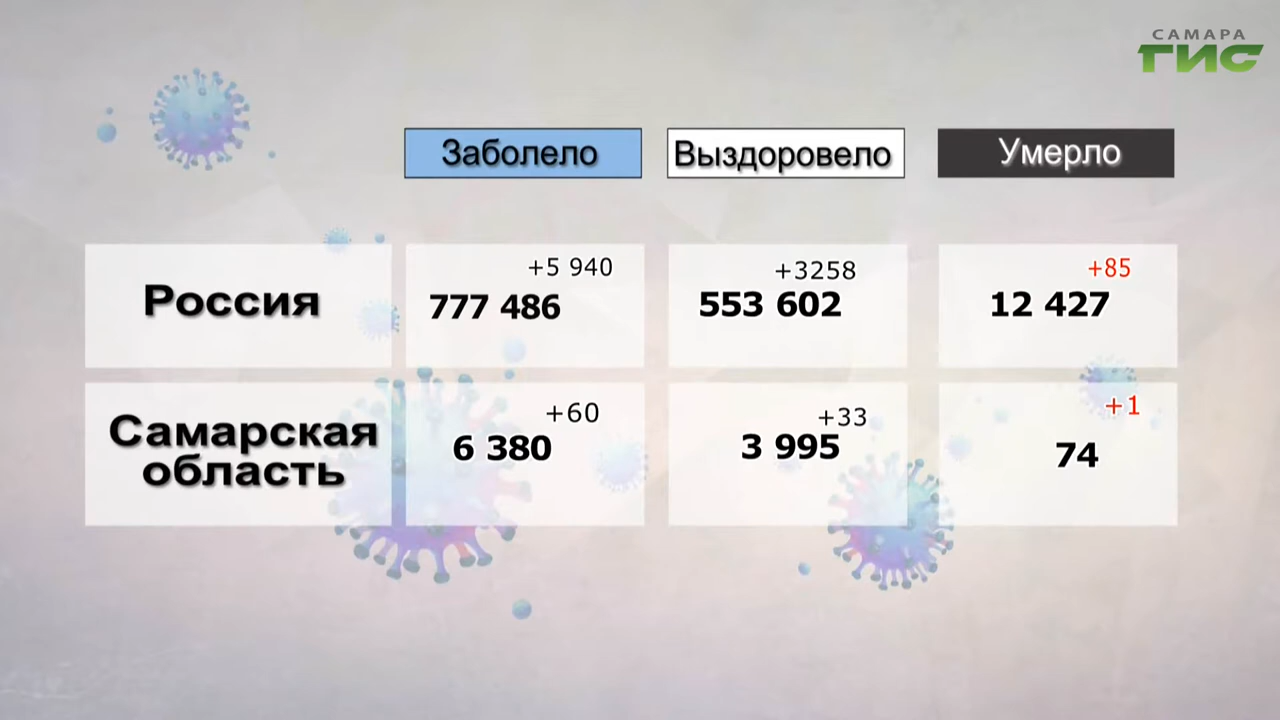 САМАРА
ГИС
Заболело Выздоровело Умерло
+5 940 +3258 +85
Россия 777 486 553 602 12 427
+60 +33 +1
Самарская
область 6 380 3 995 74